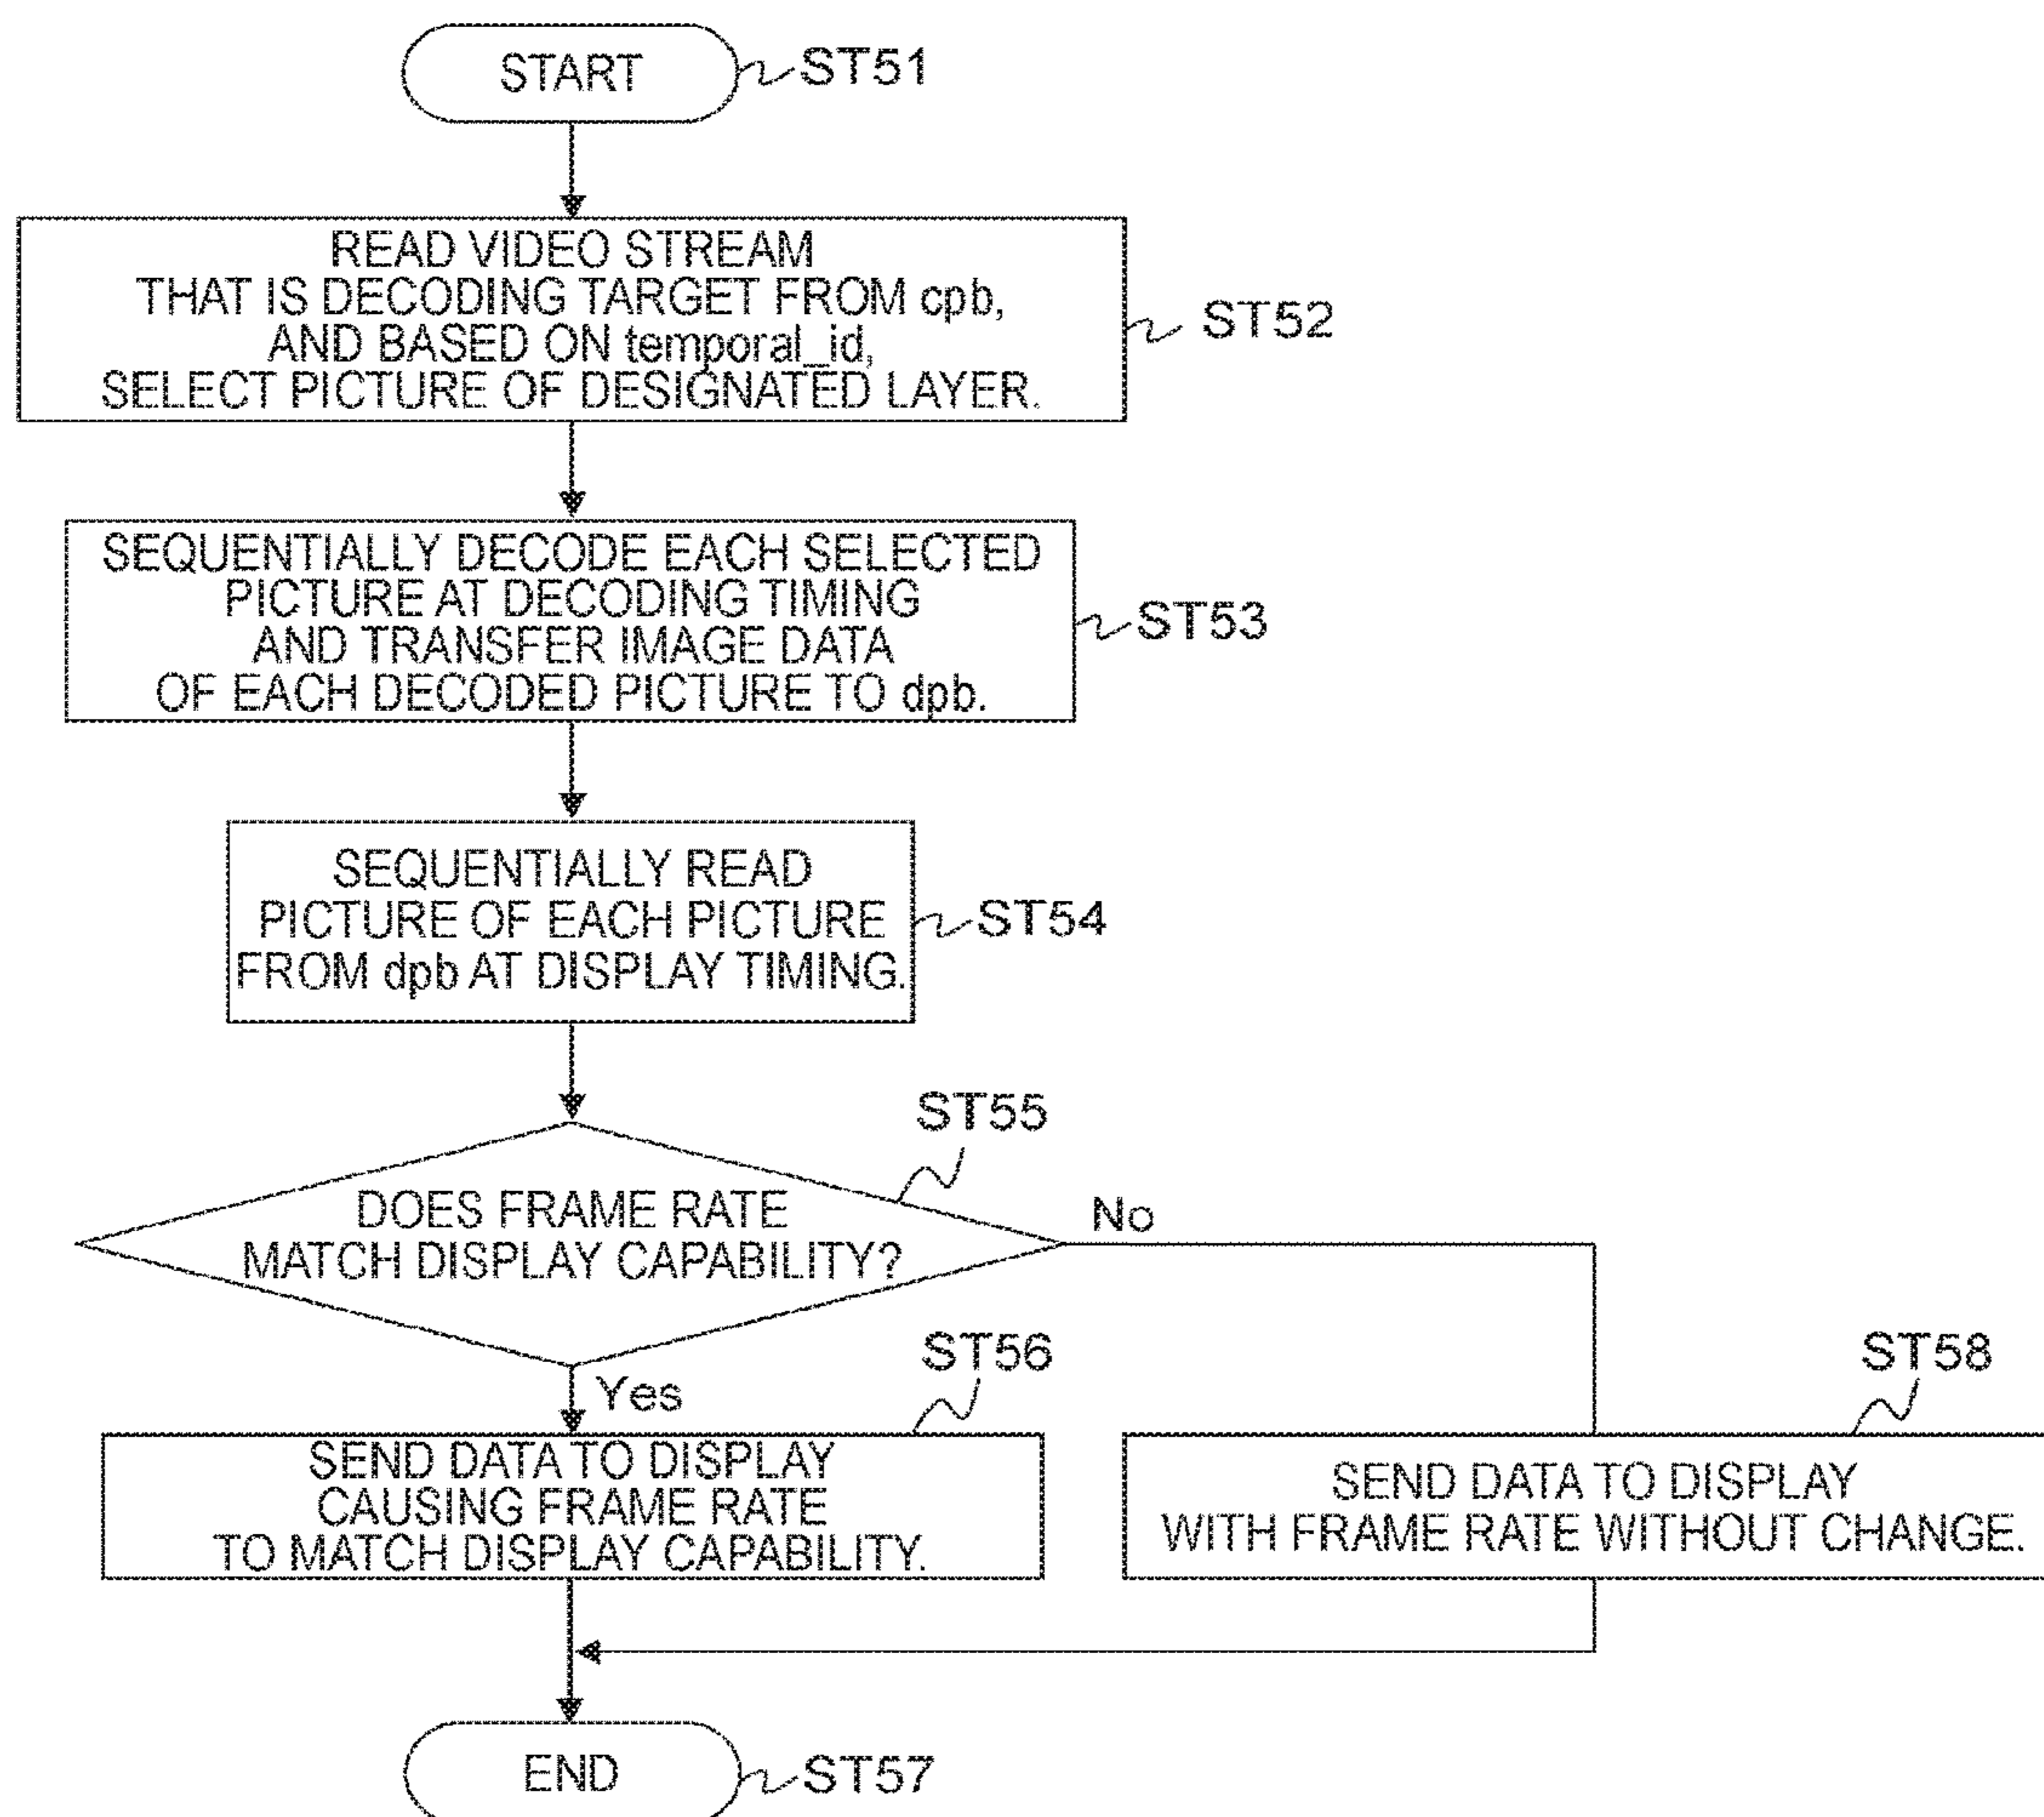 START
ST51
READ VIDEO STREAM
THAT IS DECODING TARGET FROM cpb,
AND BASED ON temporal_id,
SELECT PICTURE OF DESIGNATED LAYER.
ST52
SEQUENTIALLY DECODE EACH SELECTED
PICTURE AT DECODING TIMING
AND TRANSFER IMAGE DATA
OF EACH DECODED PICTURE TO dpb.
ST53
SEQUENTIALLY READ
PICTURE OF EACH PICTURE
FROM dpb AT DISPLAY TIMING.
ST54
ST55
DOES FRAME RATE
MATCH DISPLAY CAPABILITY?
No
Yes
ST56
SEND DATA TO DISPLAY
CAUSING FRAME RATE
TO MATCH DISPLAY CAPABILITY.
ST58
SEND DATA TO DISPLAY
WITH FRAME RATE WITHOUT CHANGE.
END
ST57